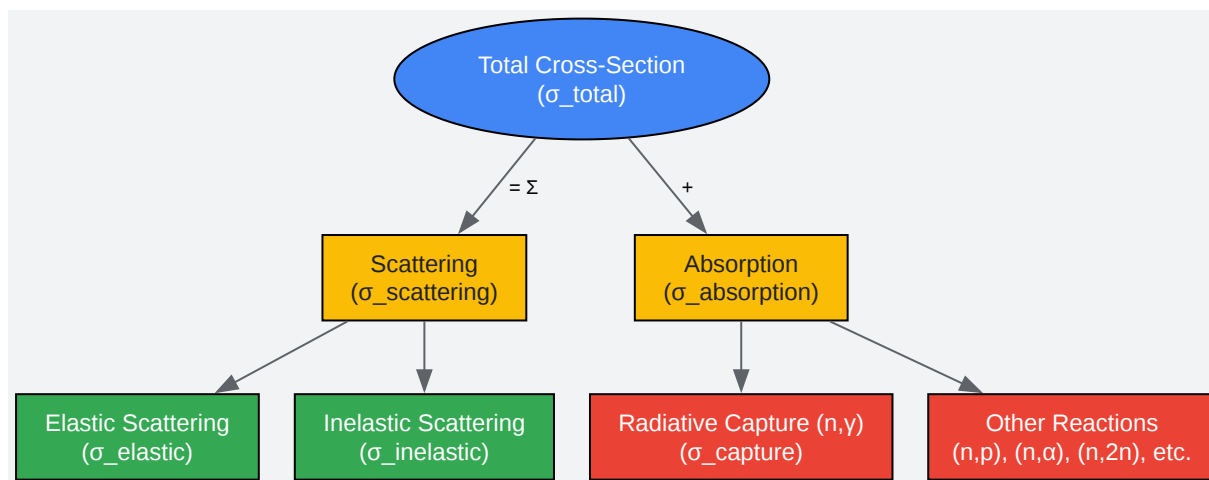 Total Cross-Section
(σ_total)
= Σ
+
Scattering
(σ_scattering)
Absorption
(σ_absorption)
Elastic Scattering
(σ_elastic)
Inelastic Scattering
(σ_inelastic)
Radiative Capture (n,γ)
(σ_capture)
Other Reactions
(n,p), (n,α), (n,2n), etc.